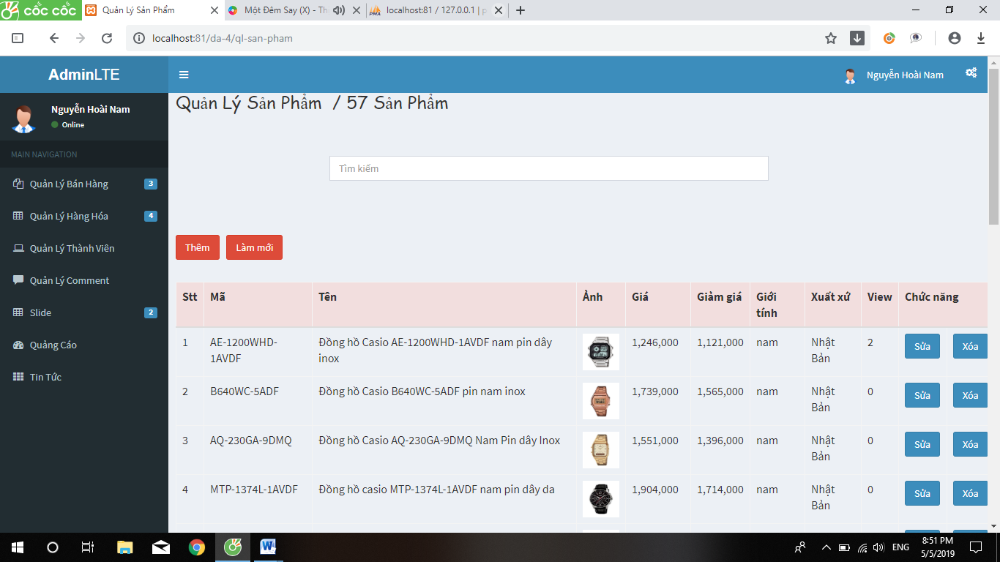 cốc cốc
Quản Lý Sản Phẩm
Một Đêm Say (X) - Th
localhost:81 / 127.0.0.1 | p
localhost:81/da-4/ql-san-pham
AdminLTE
Nguyễn Hoài Nam
Nguyễn Hoài Nam
Online
MAIN NAVIGATION
Quản Lý Bán Hàng 3
Quản Lý Hàng Hóa 4
Quản Lý Thành Viên
Quản Lý Comment
Slide 2
Quảng Cáo
Tin Tức
Quản Lý Sản Phẩm / 57 Sản Phẩm
Tìm kiếm
Thêm Làm mới
Stt Mã Tên Ảnh Giá Giảm giá Giới tính Xuất xứ View Chức năng
1 AE-1200WHD-1AVDF Đồng hồ Casio AE-1200WHD-1AVDF nam pin dây inox 1,246,000 1,121,000 nam Nhật Bản 2 Sửa Xóa
2 B640WC-5ADF Đồng hồ Casio B640WC-5ADF pin nam inox 1,739,000 1,565,000 nam Nhật Bản 0 Sửa Xóa
3 AQ-230GA-9DMQ Đồng hồ Casio AQ-230GA-9DMQ Nam Pin dây Inox 1,551,000 1,396,000 nam Nhật Bản 0 Sửa Xóa
4 MTP-1374L-1AVDF Đồng hồ casio MTP-1374L-1AVDF nam pin dây da 1,904,000 1,714,000 nam Nhật Bản 0 Sửa Xóa
ENG
8:51 PM
5/5/2019